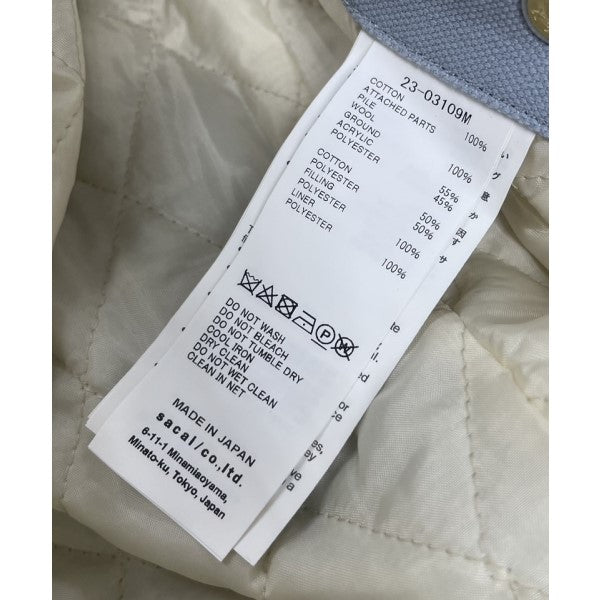 23-03109M
COTTON 100%
ATTACHED PARTS
PILE
WOOL 100%
GROUND
ACRYLIC 55%
POLYESTER 45%
COTTON 50%
POLYESTER 50%
FILLING
POLYESTER 100%
LINER
POLYESTER 100%
DO NOT WASH
DO NOT BLEACH
DO NOT TUMBLE DRY
COOL IRON
DRY CLEAN
DO NOT WET CLEAN
CLEAN IN NET
MADE IN JAPAN
sacai/co.,ltd.
6-11-1 Minamiaoyama,
Minato-ku, Tokyo, Japan